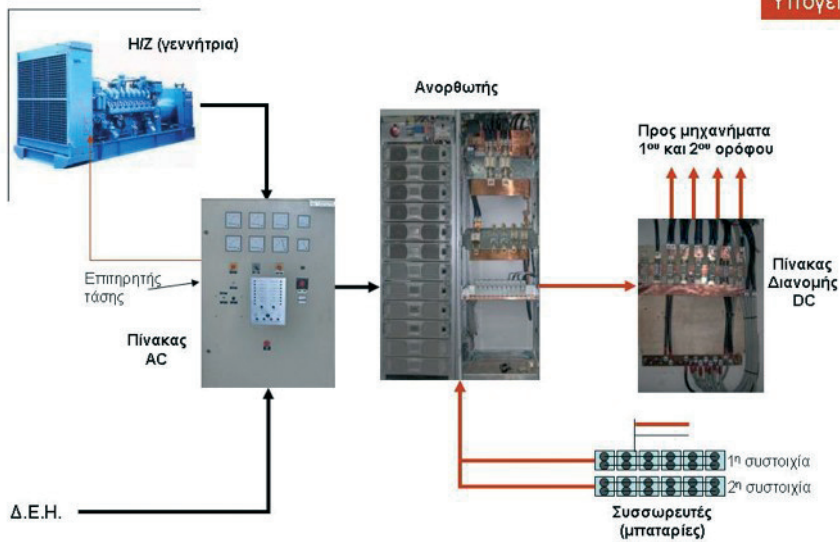 Υπόγει
Η/Ζ (γεννήτρια)
Ανορθωτής
Προς μηχανήματα
1ου και 2ου ορόφου
Επιτηρητής
τάσης
Πίνακας
AC
Πίνακας
Διανομής
DC
1η συστοιχία
2η συστοιχία
Συσσωρευτές
(μπαταρίες)
Δ.Ε.Η.